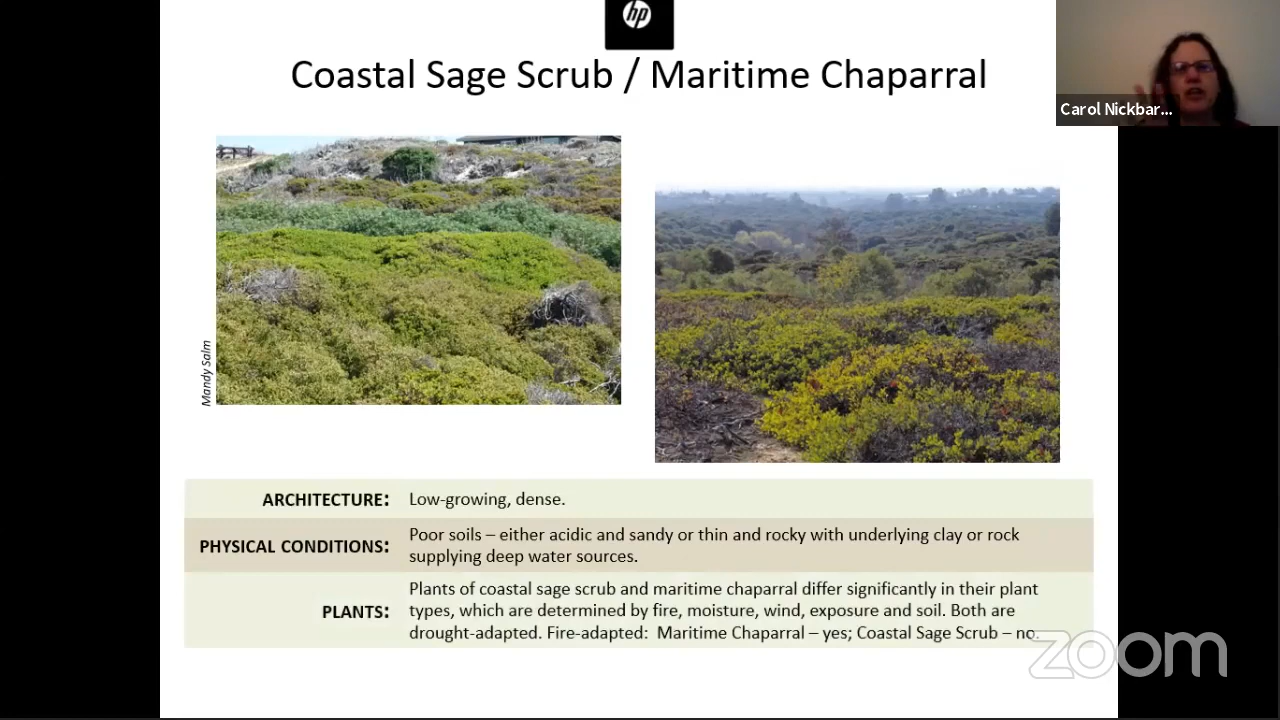 hp
Coastal Sage Scrub / Maritime Chaparral
Carol Nickbar...
Mandy Salm
ARCHITECTURE: Low-growing, dense.
PHYSICAL CONDITIONS: Poor soils – either acidic and sandy or thin and rocky with underlying clay or rock
supplying deep water sources.
PLANTS: Plants of coastal sage scrub and maritime chaparral differ significantly in their plant
types, which are determined by fire, moisture, wind, exposure and soil. Both are
drought-adapted. Fire-adapted: Maritime Chaparral – yes; Coastal Sage Scrub – no.
zoom